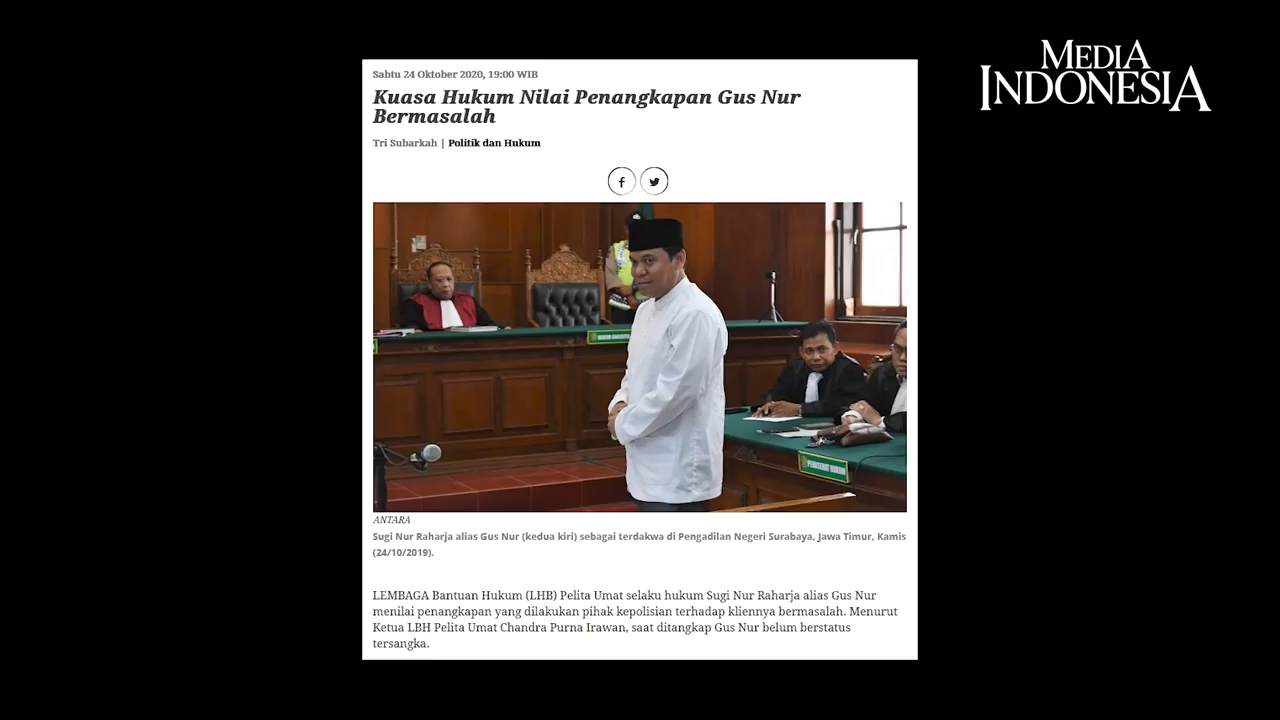 MEDIA
INDONESIA
Sabtu 24 Oktober 2020, 19:00 WIB
Kuasa Hukum Nilai Penangkapan Gus Nur
Bermasalah
Tri Subarkah | Politik dan Hukum
PENASEHAT HUKUM
ANTARA
Sugi Nur Raharja alias Gus Nur (kedua kiri) sebagai terdakwa di Pengadilan Negeri Surabaya, Jawa Timur, Kamis
(24/10/2019).
LEMBAGA Bantuan Hukum (LHB) Pelita Umat selaku hukum Sugi Nur Raharja alias Gus Nur
menilai penangkapan yang dilakukan pihak kepolisian terhadap kliennya bermasalah. Menurut
Ketua LBH Pelita Umat Chandra Purna Irawan, saat ditangkap Gus Nur belum berstatus
tersangka.